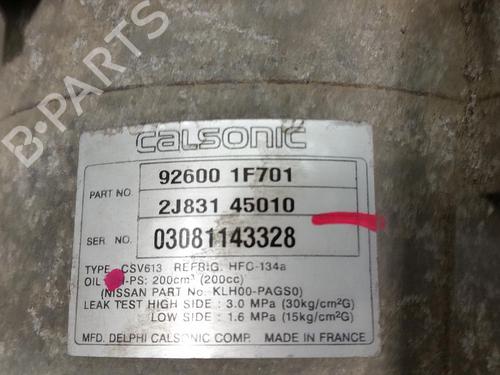 B-PARTS
calsonic
92600 1F701
PART NO.
2J831 45010
SER. NO. 03081143328
TYPE CSV613 REFRIG. HFC-134a
OIL -PS: 200cm³ (200cc)
(NISSAN PART No: KLH00-PAGS0)
LEAK TEST HIGH SIDE : 3.0 MPa (30kg/cm²G)
LOW SIDE : 1.6 MPa (15kg/cm²G)
MFD. DELPHI CALSONIC COMP. MADE IN FRANCE